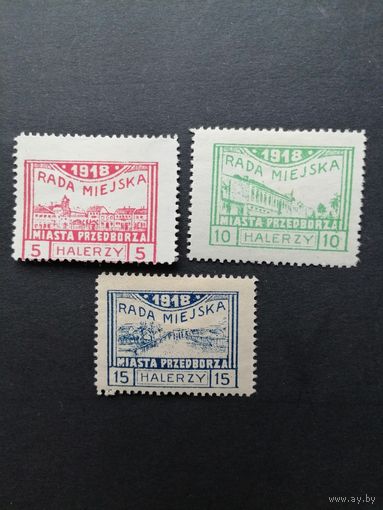 1918
RADA MIEJSKA
MIASTA PRZEDBORZA
5 HALERZY 5
1918
RADA MIEJSKA
MIASTA PRZEDBORZA
10 HALERZY 10
1918
RADA MIEJSKA
MIASTA PRZEDBORZA
15 HALERZY 15
www.ay.by